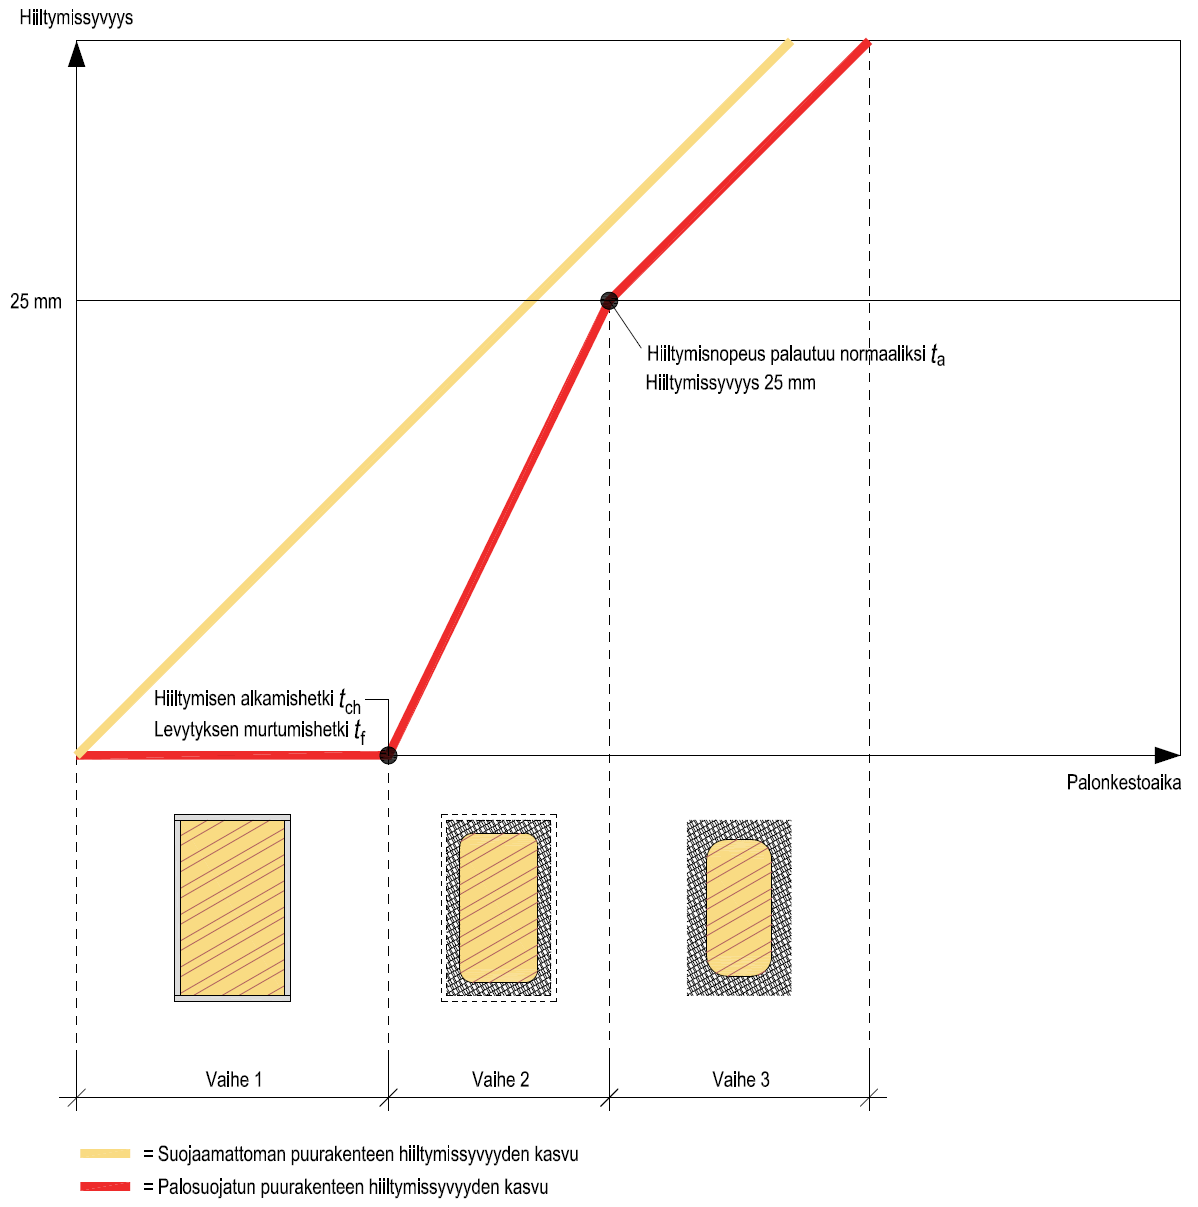 Hiiltymissyvyys
25 mm
Hiiltymisnopeus palautuu normaaliksi ta
Hiiltymissyvyys 25 mm
Hiiltymisen alkamishetki tch
Levytyksen murtumishetki tf
Palonkestoaika
Vaihe 1
Vaihe 2
Vaihe 3
= Suojaamattoman puurakenteen hiiltymissyvyyden kasvu
= Palosuojatun puurakenteen hiiltymissyvyyden kasvu